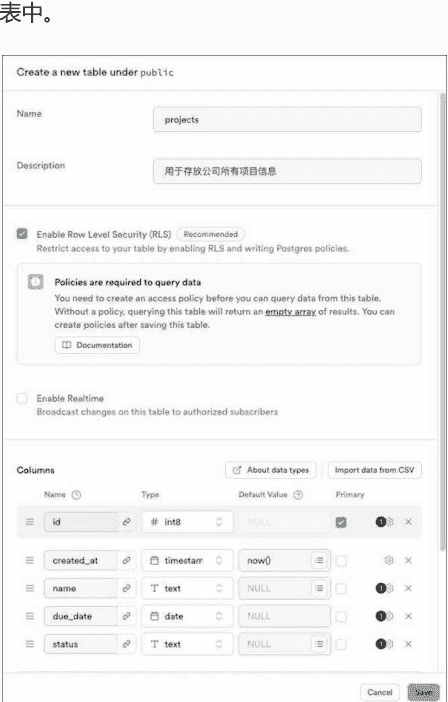 表中。
Create a new table under public
Name
projects
Description
用于存放公司所有项目信息
Enable Row Level Security (RLS) Recommended
Restrict access to your table by enabling RLS and writing Postgres policies.
Policies are required to query data
You need to create an access policy before you can query data from this table.
Without a policy, querying this table will return an empty array of results. You can
create policies after saving this table.
Documentation
Enable Realtime
Broadcast changes on this table to authorized subscribers
Columns About data types Import data from CSV
Name Type Default Value Primary
id # int8 NULL 1
created_at timestam now()
name T text NULL 1
due_date date NULL 1
status T text NULL 1
Cancel Save